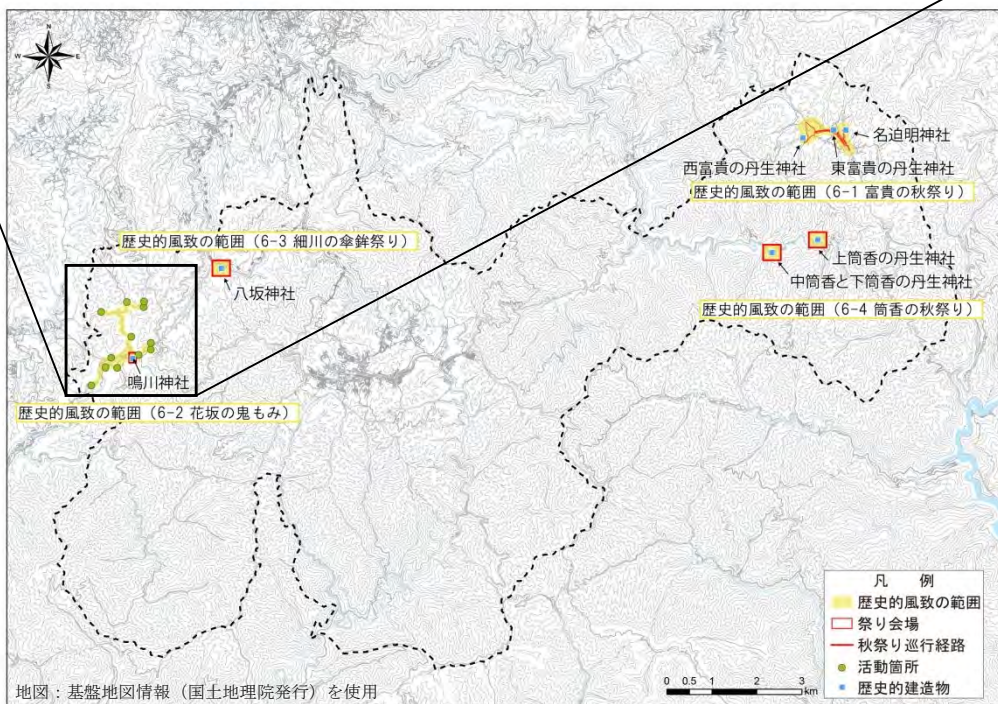 N
W
E
S
名迫明神社
西富貴の丹生神社
東富貴の丹生神社
歴史的風致の範囲（6-1 富貴の秋祭り）
歴史的風致の範囲（6-3 細川の傘鉾祭り）
八坂神社
上筒香の丹生神社
中筒香と下筒香の丹生神社
歴史的風致の範囲（6-4 筒香の秋祭り）
鳴川神社
歴史的風致の範囲（6-2 花坂の鬼もみ）
凡 例
歴史的風致の範囲
祭り会場
秋祭り巡行経路
活動箇所
歴史的建造物
0 0.5 1 2 3
km
地図：基盤地図情報（国土地理院発行）を使用